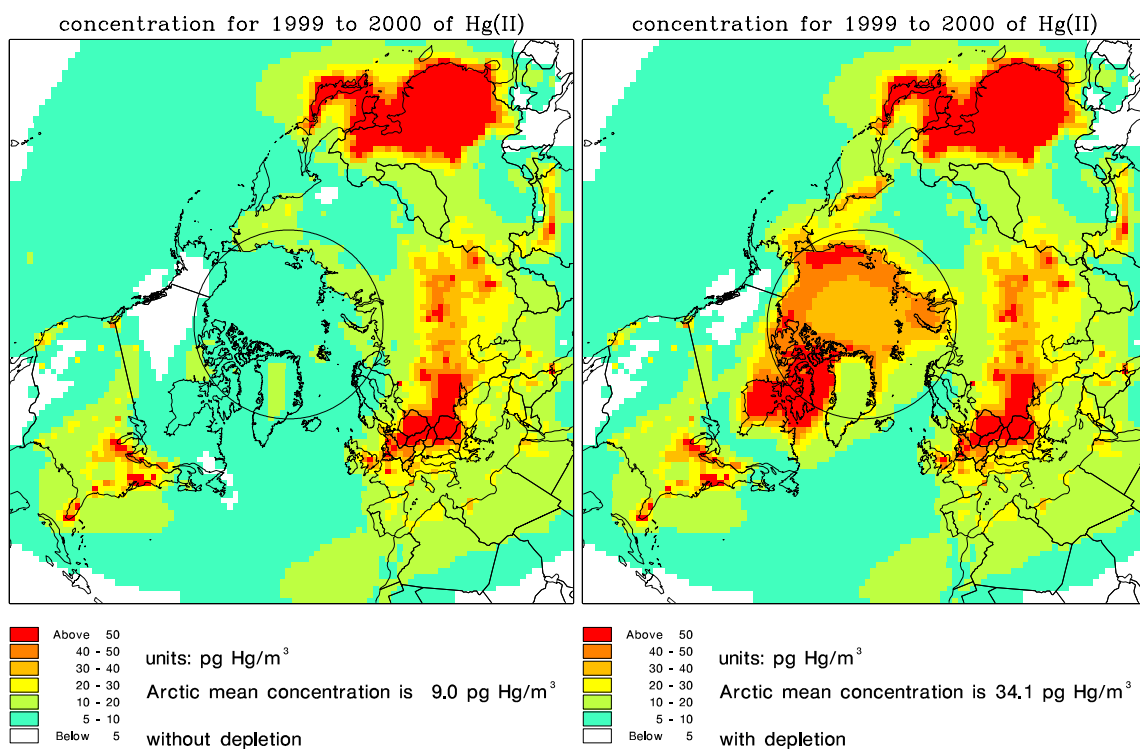 concentration for 1999 to 2000 of Hg(II)
Above 50
40 - 50
30 - 40
20 - 30
10 - 20
5 - 10
Below 5
units: pg Hg/m³
Arctic mean concentration is 9.0 pg Hg/m³
without depletion
concentration for 1999 to 2000 of Hg(II)
Above 50
40 - 50
30 - 40
20 - 30
10 - 20
5 - 10
Below 5
units: pg Hg/m³
Arctic mean concentration is 34.1 pg Hg/m³
with depletion